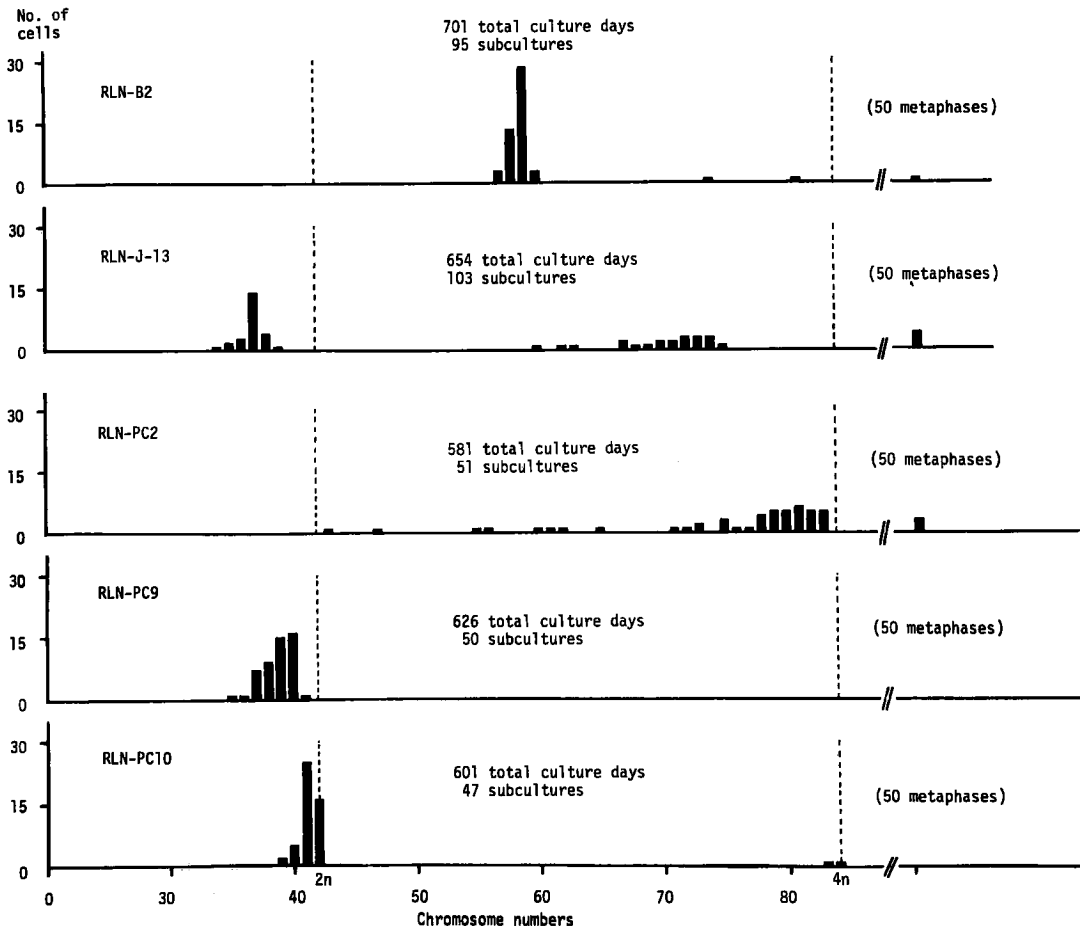 No. of
cells
701 total culture days
95 subcultures
30
15
0
RLN-B2
(50 metaphases)
30
15
0
RLN-J-13
654 total culture days
103 subcultures
(50 metaphases)
30
15
0
RLN-PC2
581 total culture days
51 subcultures
(50 metaphases)
30
15
0
RLN-PC9
626 total culture days
50 subcultures
(50 metaphases)
30
15
0
RLN-PC10
601 total culture days
47 subcultures
(50 metaphases)
2n
4n
0 30 40 50 60 70 80
Chromosome numbers